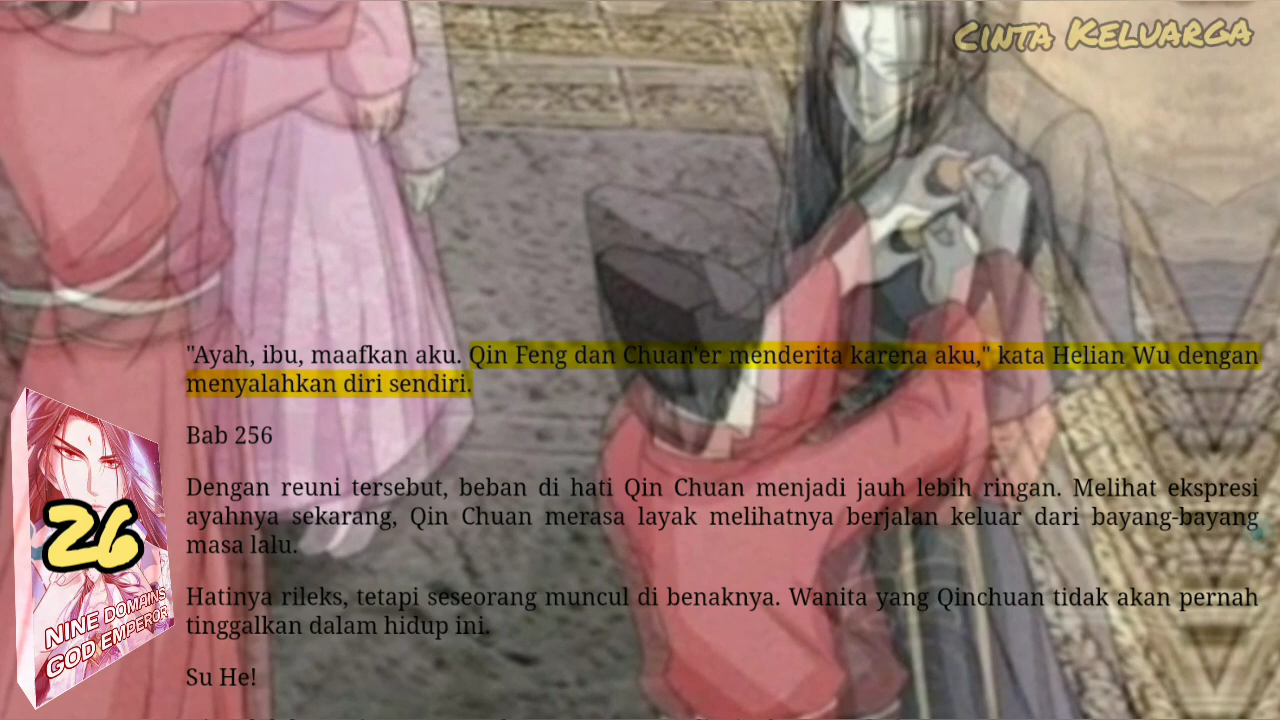 Cinta Keluarga
"Ayah, ibu, maafkan aku. Qin Feng dan Chuan'er menderita karena aku," kata Helian Wu dengan
menyalahkan diri sendiri.
Bab 256
Dengan reuni tersebut, beban di hati Qin Chuan menjadi jauh lebih ringan. Melihat ekspresi
ayahnya sekarang, Qin Chuan merasa layak melihatnya berjalan keluar dari bayang-bayang
masa lalu.
Hatinya rileks, tetapi seseorang muncul di benaknya. Wanita yang Qinchuan tidak akan pernah
tinggalkan dalam hidup ini.
Su He!
26
NINE DOMAINS
GOD EMPEROR